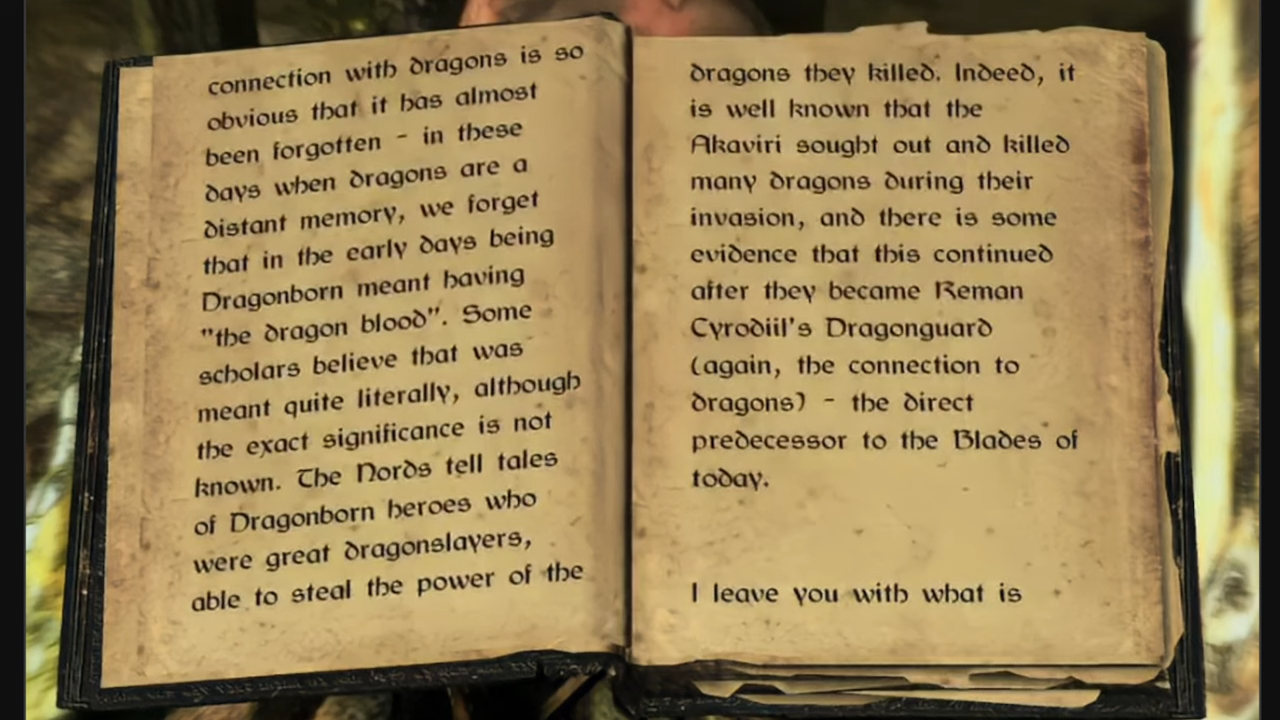 connection with dragons is so
obvious that it has almost
been forgotten - in these
days when dragons are a
distant memory, we forget
that in the early days being
Dragonborn meant having
"the dragon blood". Some
scholars believe that was
meant quite literally, although
the exact significance is not
known. The Nords tell tales
of Dragonborn heroes who
were great dragonslayers,
able to steal the power of the
dragons they killed. Indeed, it
is well known that the
Akaviri sought out and killed
many dragons during their
invasion, and there is some
evidence that this continued
after they became Reman
Cyrodiil's Dragonguard
(again, the connection to
dragons) - the direct
predecessor to the Blades of
today.
I leave you with what is